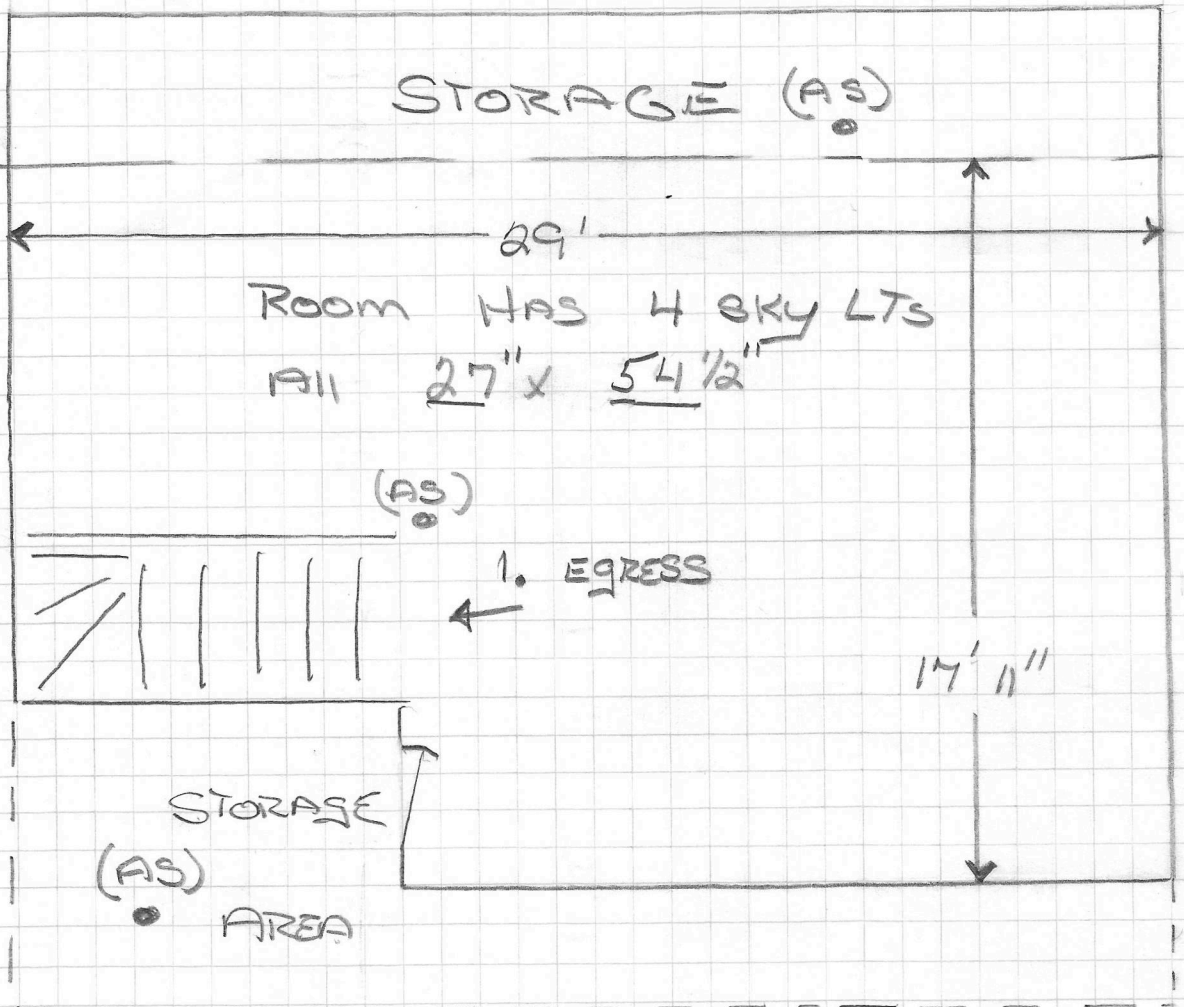 STORAGE (AS)
29'
ROOM HAS 4 SKY LTS
All 27" x 54 1/2"
(AS)
1. EGRESS
17' 11"
STORAGE
(AS)
AREA